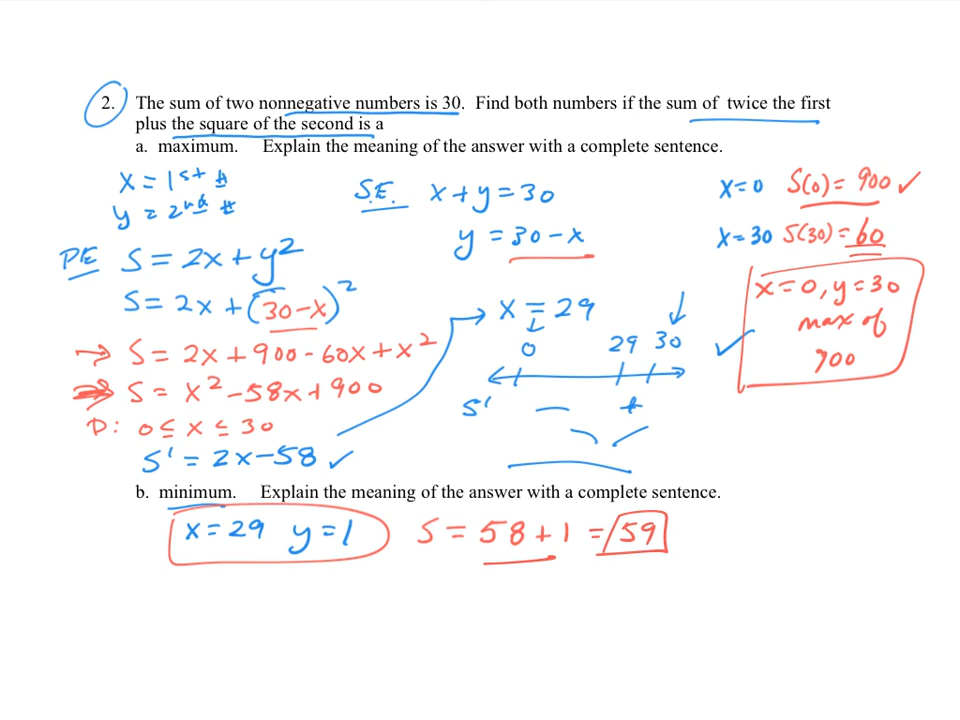 2. The sum of two nonnegative numbers is 30. Find both numbers if the sum of twice the first
plus the square of the second is a
a. maximum. Explain the meaning of the answer with a complete sentence.
x = 1st #
y = 2nd #
S.E. x + y = 30
y = 30 - x
x = 0 S(0) = 900 ✓
x = 30 S(30) = 60
PE S = 2x + y²
S = 2x + (30 - x)²
→ S = 2x + 900 - 60x + x²
⇒ S = x² - 58x + 900
D: 0 ≤ x ≤ 30
S' = 2x - 58 ✓
→ x = 29
↓
0 29 30
S' - +
✓
x = 0, y = 30
max of
900
b. minimum. Explain the meaning of the answer with a complete sentence.
x = 29 y = 1 S = 58 + 1 = 59